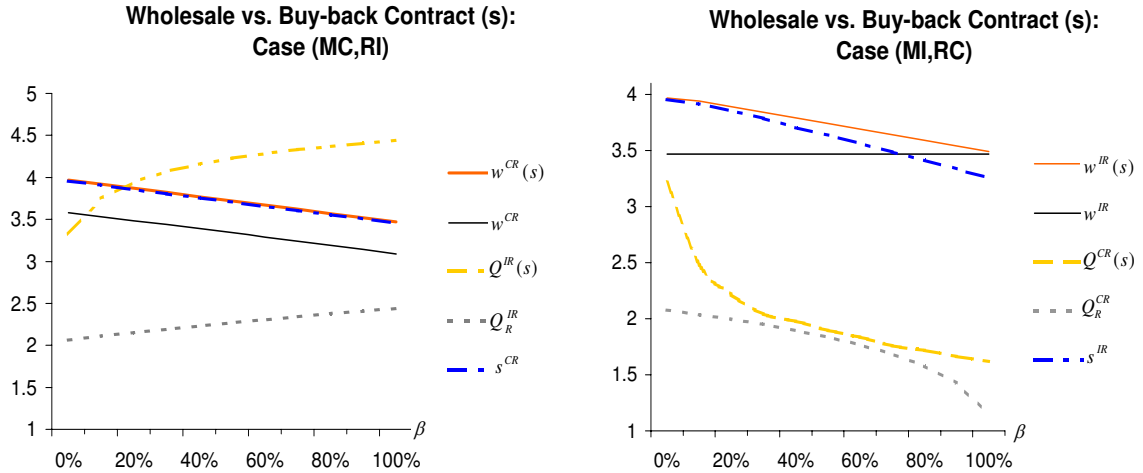 Wholesale vs. Buy-back Contract (s):
Case (MC,RI)
5
4.5
4
3.5
3
2.5
2
1.5
1
0% 20% 40% 60% 80% 100%
β
w^{CR}(s)
w^{CR}
Q^{IR}(s)
Q_R^{IR}
s^{CR}
Wholesale vs. Buy-back Contract (s):
Case (MI,RC)
4
3.5
3
2.5
2
1.5
1
0% 20% 40% 60% 80% 100%
β
w^{IR}(s)
w^{IR}
Q^{CR}(s)
Q_R^{CR}
s^{IR}